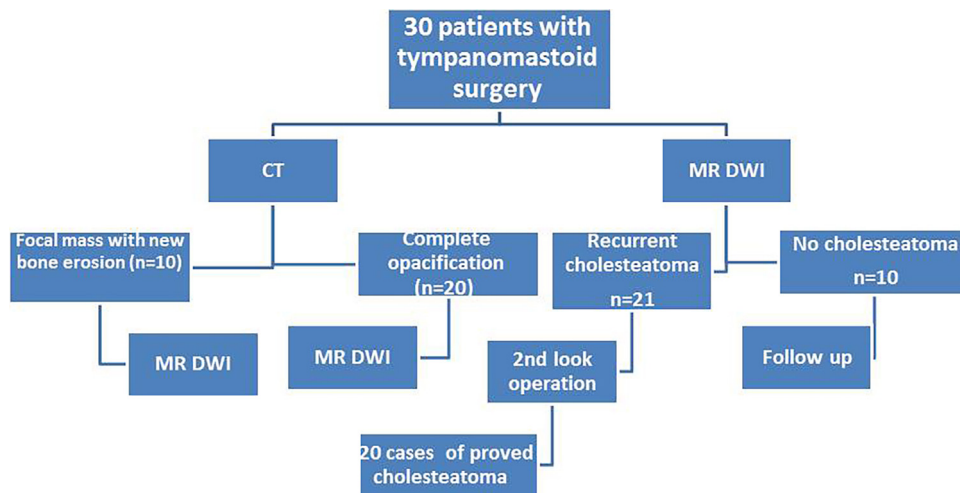 30 patients with
tympanomastoid
surgery
CT
MR DWI
Focal mass with new
bone erosion (n=10)
Complete
opacification
(n=20)
Recurrent
cholesteatoma
n=21
No cholesteatoma
n=10
MR DWI
MR DWI
2nd look
operation
Follow up
20 cases of proved
cholesteatoma